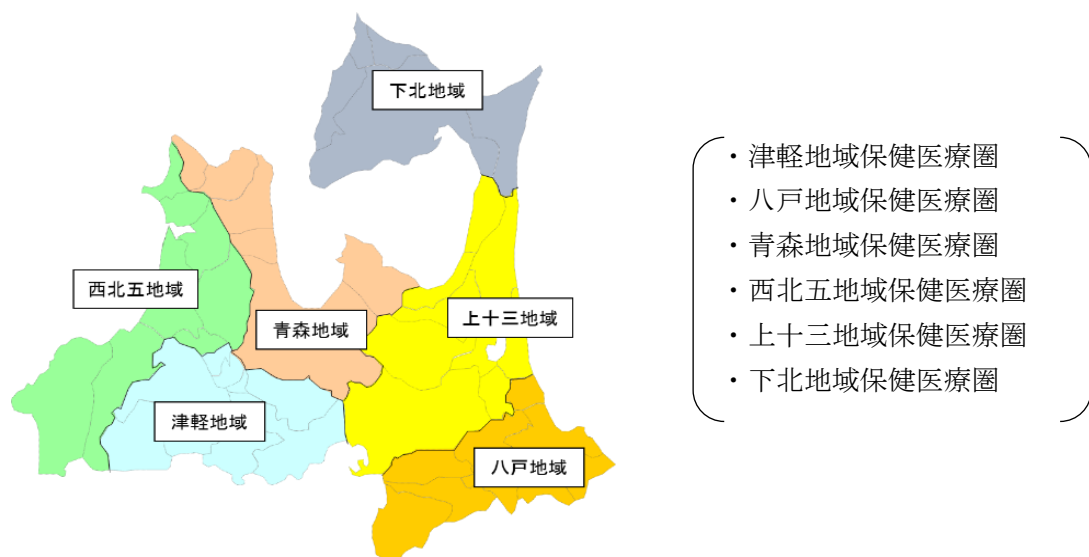 下北地域
西北五地域
青森地域
上十三地域
津軽地域
八戸地域
・津軽地域保健医療圏
・八戸地域保健医療圏
・青森地域保健医療圏
・西北五地域保健医療圏
・上十三地域保健医療圏
・下北地域保健医療圏